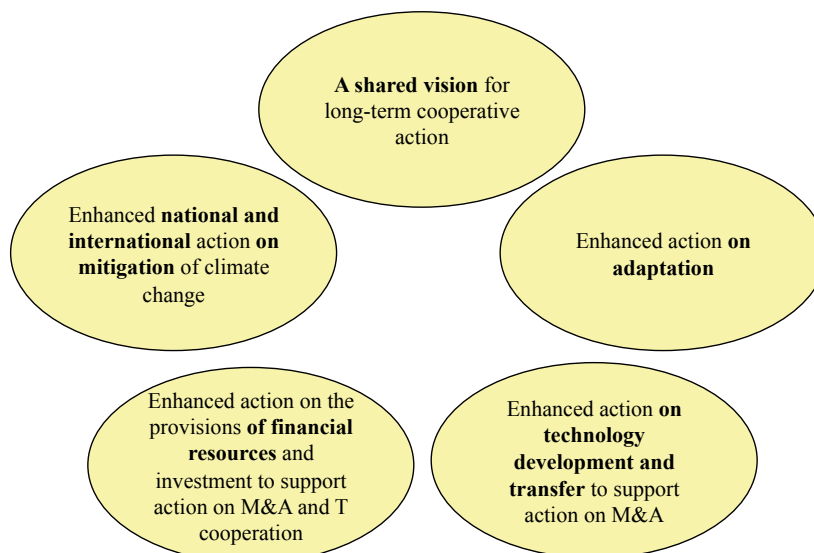 A shared vision for
long-term cooperative
action
Enhanced national and
international action on
mitigation of climate
change
Enhanced action on
adaptation
Enhanced action on the
provisions of financial
resources and
investment to support
action on M&A and T
cooperation
Enhanced action on
technology
development and
transfer to support
action on M&A